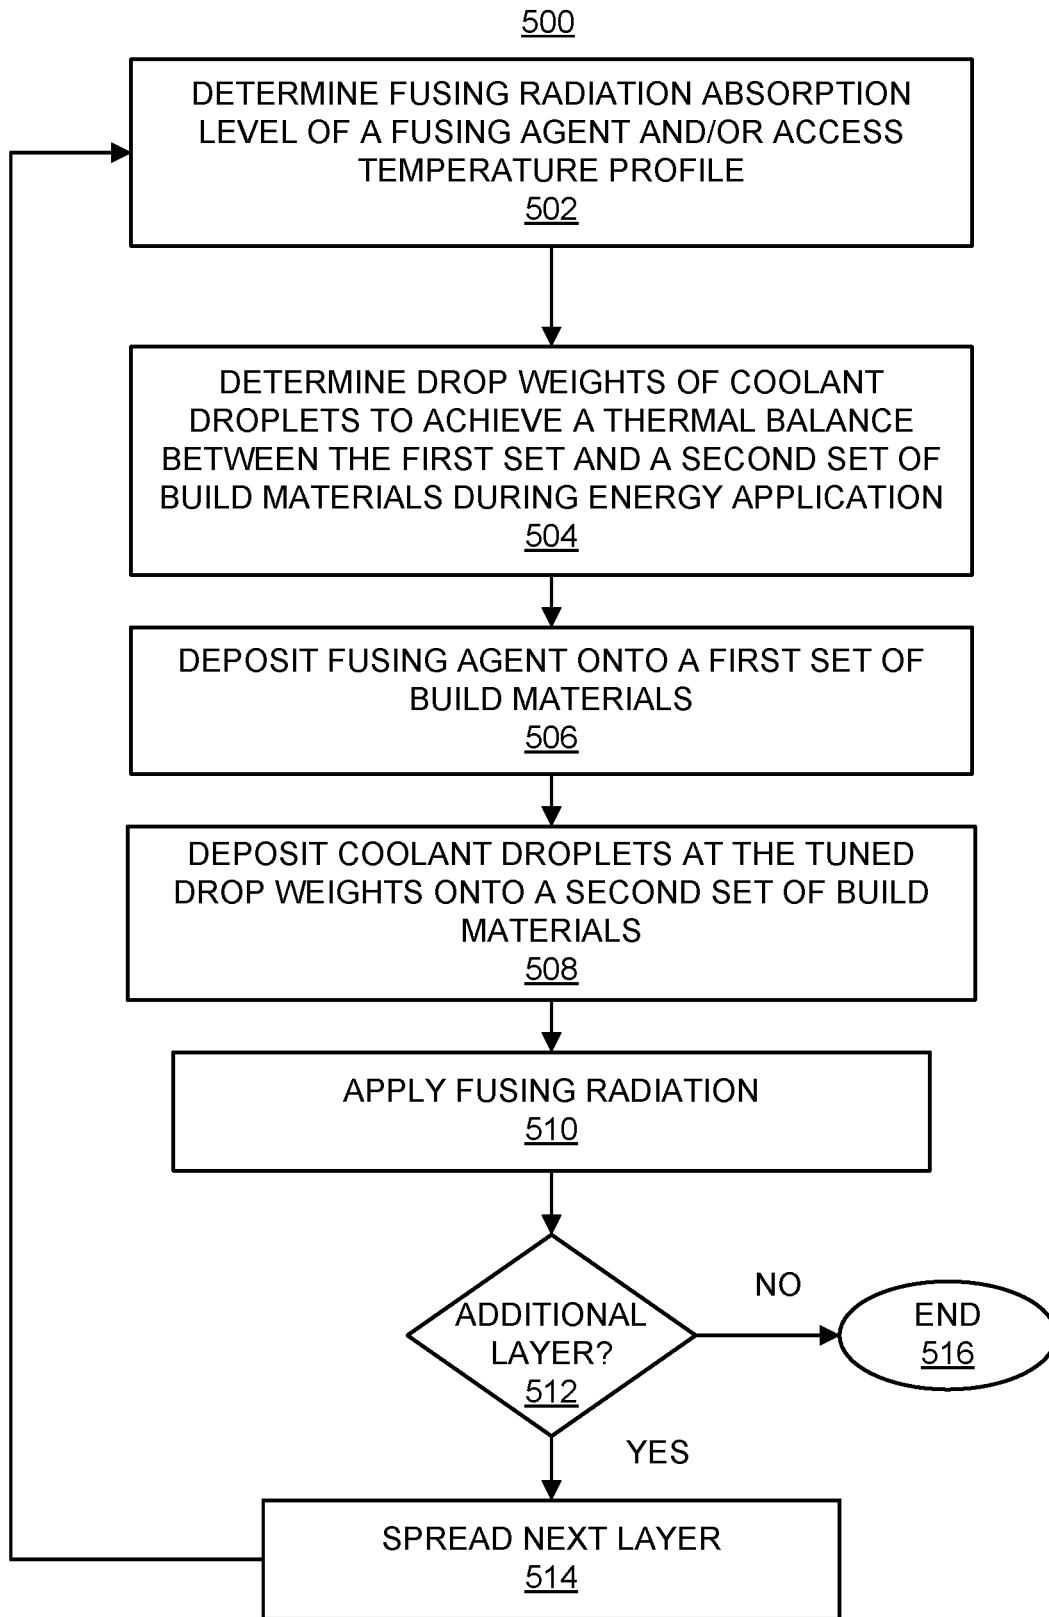 500
DETERMINE FUSING RADIATION ABSORPTION
LEVEL OF A FUSING AGENT AND/OR ACCESS
TEMPERATURE PROFILE
502
DETERMINE DROP WEIGHTS OF COOLANT
DROPLETS TO ACHIEVE A THERMAL BALANCE
BETWEEN THE FIRST SET AND A SECOND SET OF
BUILD MATERIALS DURING ENERGY APPLICATION
504
DEPOSIT FUSING AGENT ONTO A FIRST SET OF
BUILD MATERIALS
506
DEPOSIT COOLANT DROPLETS AT THE TUNED
DROP WEIGHTS ONTO A SECOND SET OF BUILD
MATERIALS
508
APPLY FUSING RADIATION
510
ADDITIONAL
LAYER?
512
NO
END
516
YES
SPREAD NEXT LAYER
514